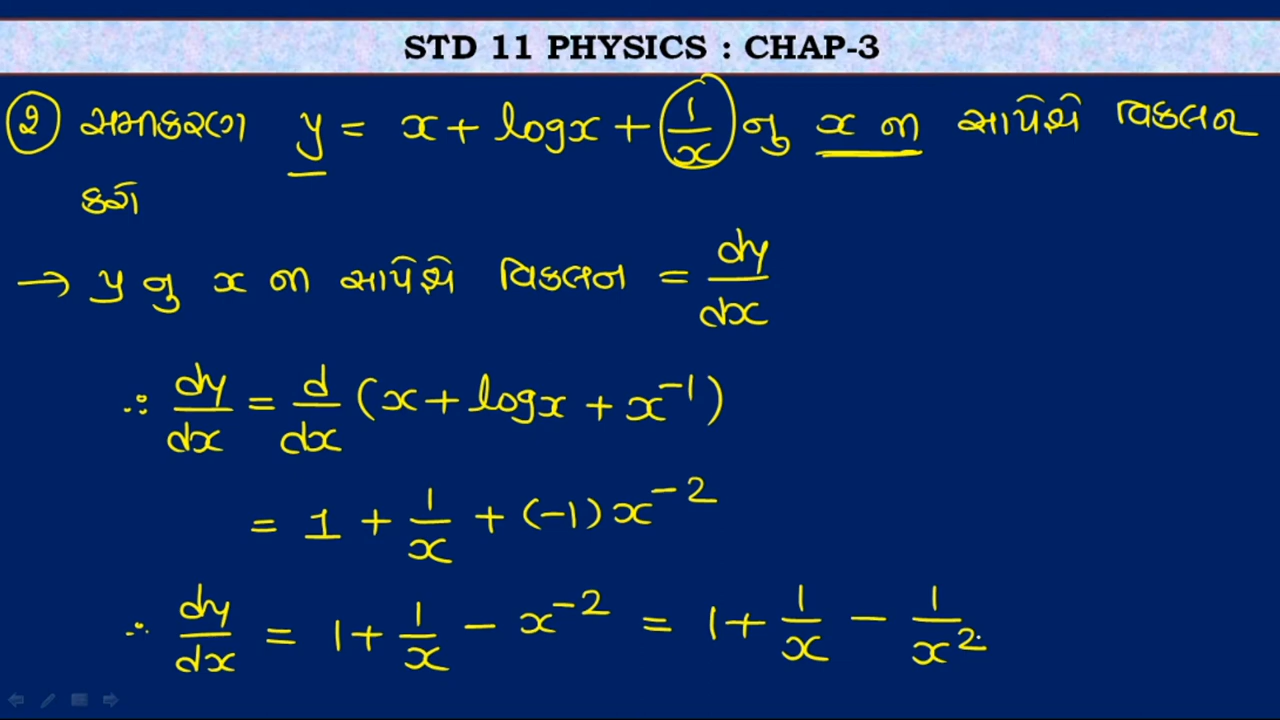 STD 11 PHYSICS : CHAP-3
(૨) સમીકરણ y = x + log x + 1/x નું x ના સાપેક્ષે વિકલન
કરો
→ y નું x ના સાપેક્ષે વિકલન = dy/dx
∴ dy/dx = d/dx (x + log x + x⁻¹)
= 1 + 1/x + (-1) x⁻²
∴ dy/dx = 1 + 1/x - x⁻² = 1 + 1/x - 1/x²